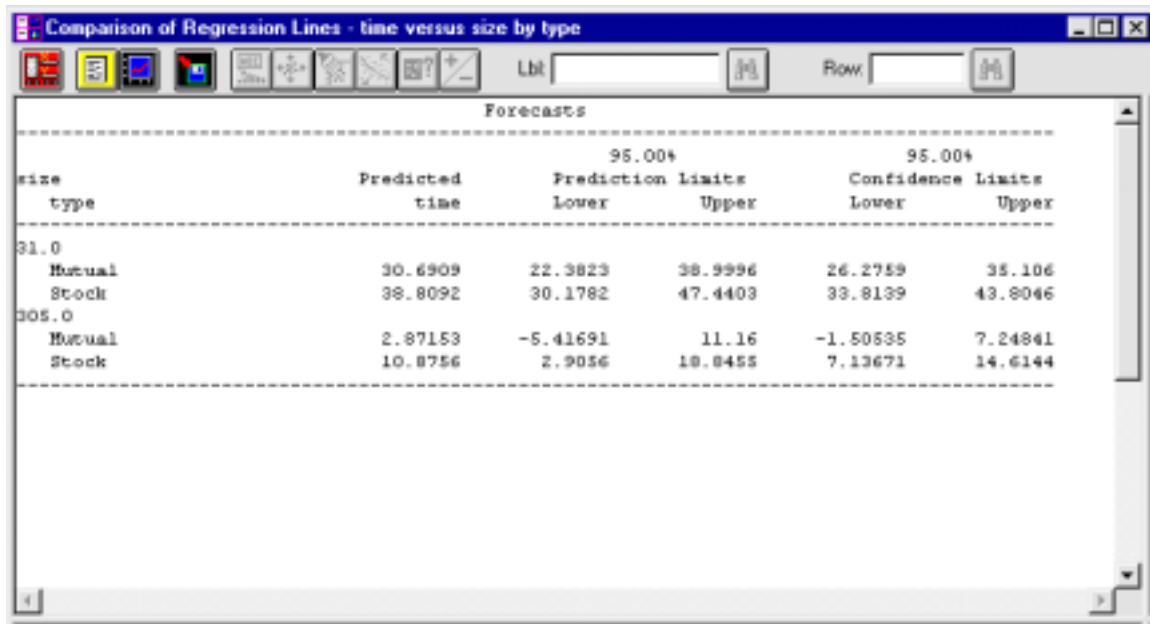 Comparison of Regression Lines - time versus size by type
Lbl: Row:
Forecasts
95.00% 95.00%
size Predicted Prediction Limits Confidence Limits
type time Lower Upper Lower Upper
31.0
Mutual 30.6909 22.3823 38.9996 26.2759 35.106
Stock 38.8092 30.1782 47.4403 33.8139 43.8046
305.0
Mutual 2.87153 -5.41691 11.16 -1.50535 7.24841
Stock 10.8756 2.9056 18.8455 7.13671 14.6144